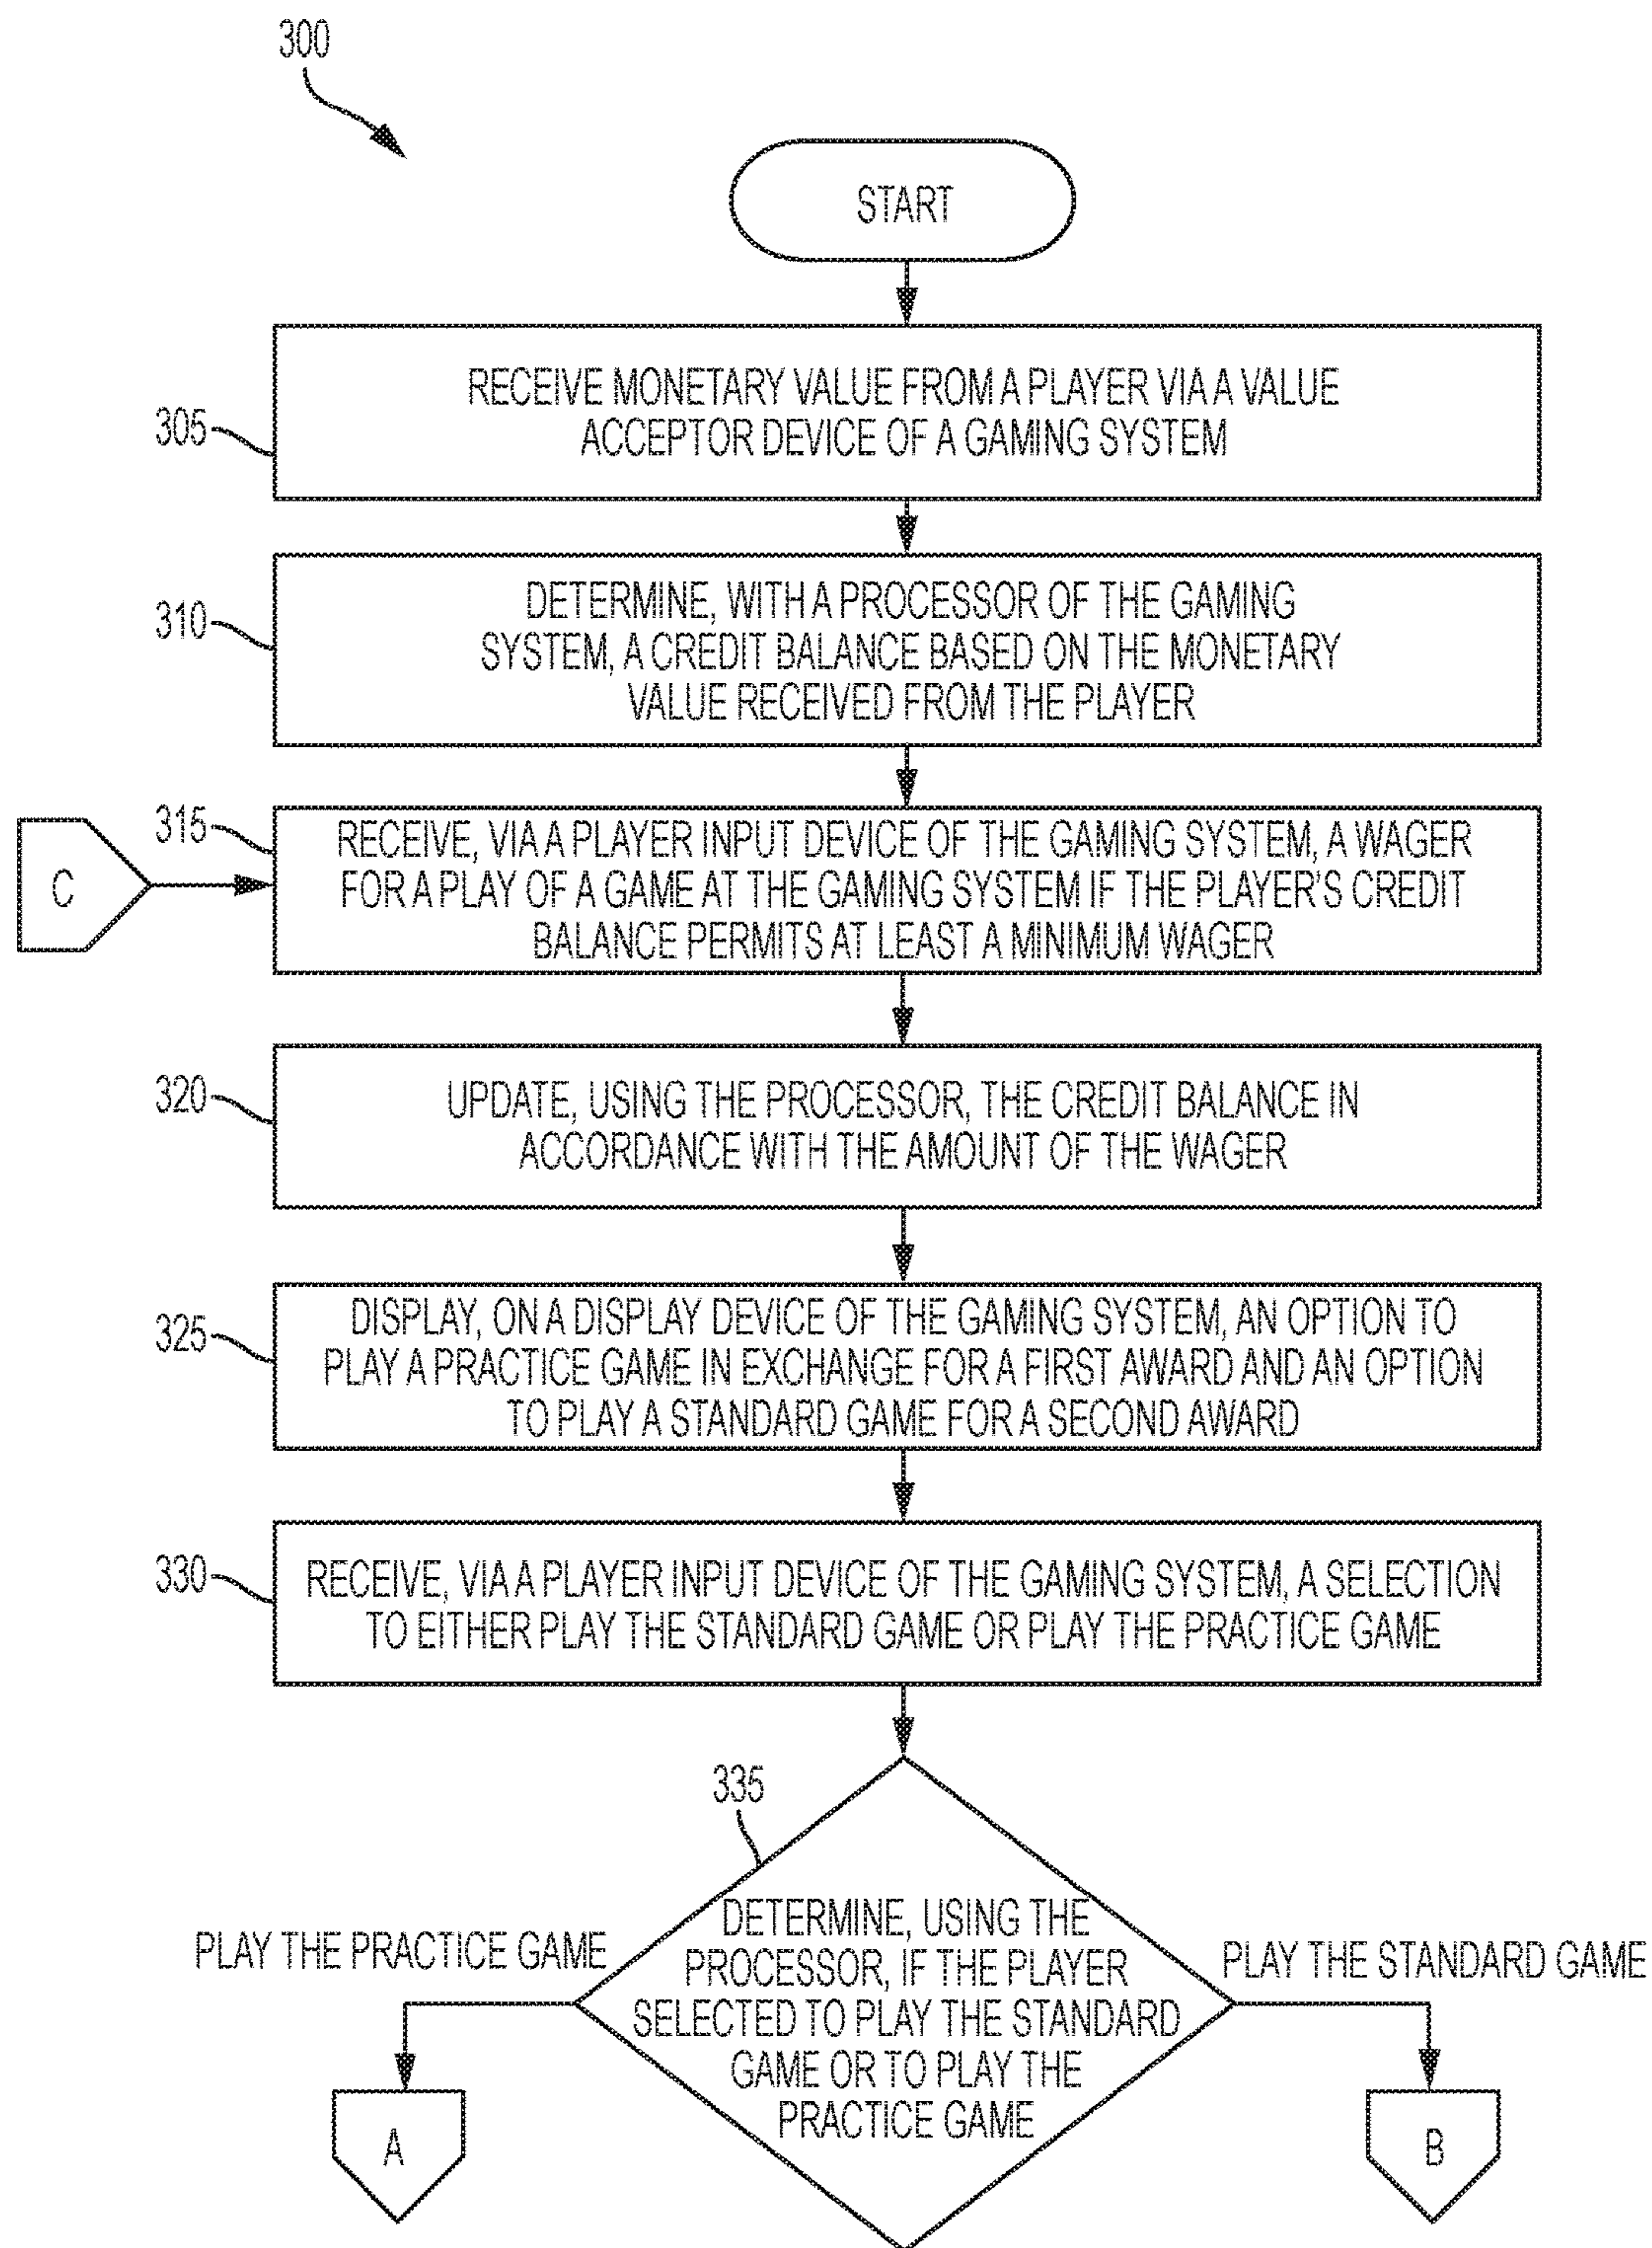 300
START
305
RECEIVE MONETARY VALUE FROM A PLAYER VIA A VALUE
ACCEPTOR DEVICE OF A GAMING SYSTEM
310
DETERMINE, WITH A PROCESSOR OF THE GAMING
SYSTEM, A CREDIT BALANCE BASED ON THE MONETARY
VALUE RECEIVED FROM THE PLAYER
C
315
RECEIVE, VIA A PLAYER INPUT DEVICE OF THE GAMING SYSTEM, A WAGER
FOR A PLAY OF A GAME AT THE GAMING SYSTEM IF THE PLAYER'S CREDIT
BALANCE PERMITS AT LEAST A MINIMUM WAGER
320
UPDATE, USING THE PROCESSOR, THE CREDIT BALANCE IN
ACCORDANCE WITH THE AMOUNT OF THE WAGER
325
DISPLAY, ON A DISPLAY DEVICE OF THE GAMING SYSTEM, AN OPTION TO
PLAY A PRACTICE GAME IN EXCHANGE FOR A FIRST AWARD AND AN OPTION
TO PLAY A STANDARD GAME FOR A SECOND AWARD
330
RECEIVE, VIA A PLAYER INPUT DEVICE OF THE GAMING SYSTEM, A SELECTION
TO EITHER PLAY THE STANDARD GAME OR PLAY THE PRACTICE GAME
335
DETERMINE, USING THE
PROCESSOR, IF THE PLAYER
SELECTED TO PLAY THE STANDARD
GAME OR TO PLAY THE
PRACTICE GAME
PLAY THE PRACTICE GAME
A
PLAY THE STANDARD GAME
B